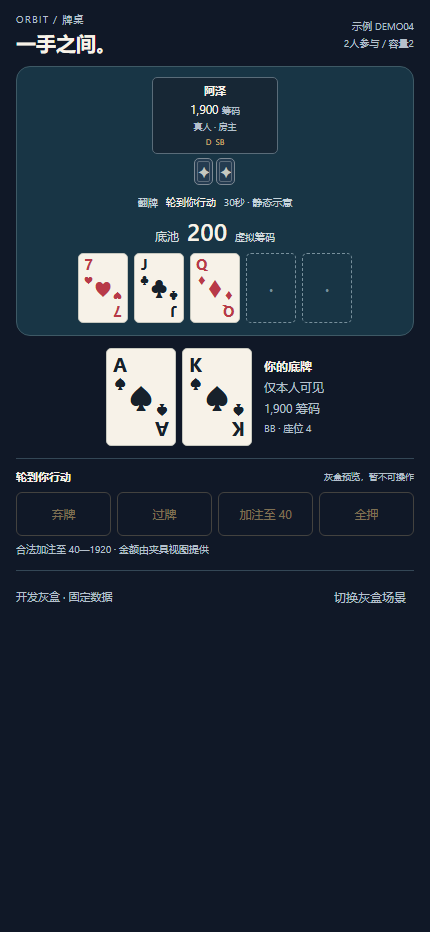 ORBIT / 牌桌
一手之间。
示例 DEMO04
2人参与 / 容量2
阿泽
1,900 筹码
真人 · 房主
D SB
翻牌 轮到你行动 30秒 · 静态示意
底池 200 虚拟筹码
7 J Q
7 J Q
A K
A K
你的底牌
仅本人可见
1,900 筹码
BB · 座位 4
轮到你行动
灰盒预览，暂不可操作
弃牌 过牌 加注至 40 全押
合法加注至 40—1920 · 金额由夹具视图提供
开发灰盒 · 固定数据
切换灰盒场景